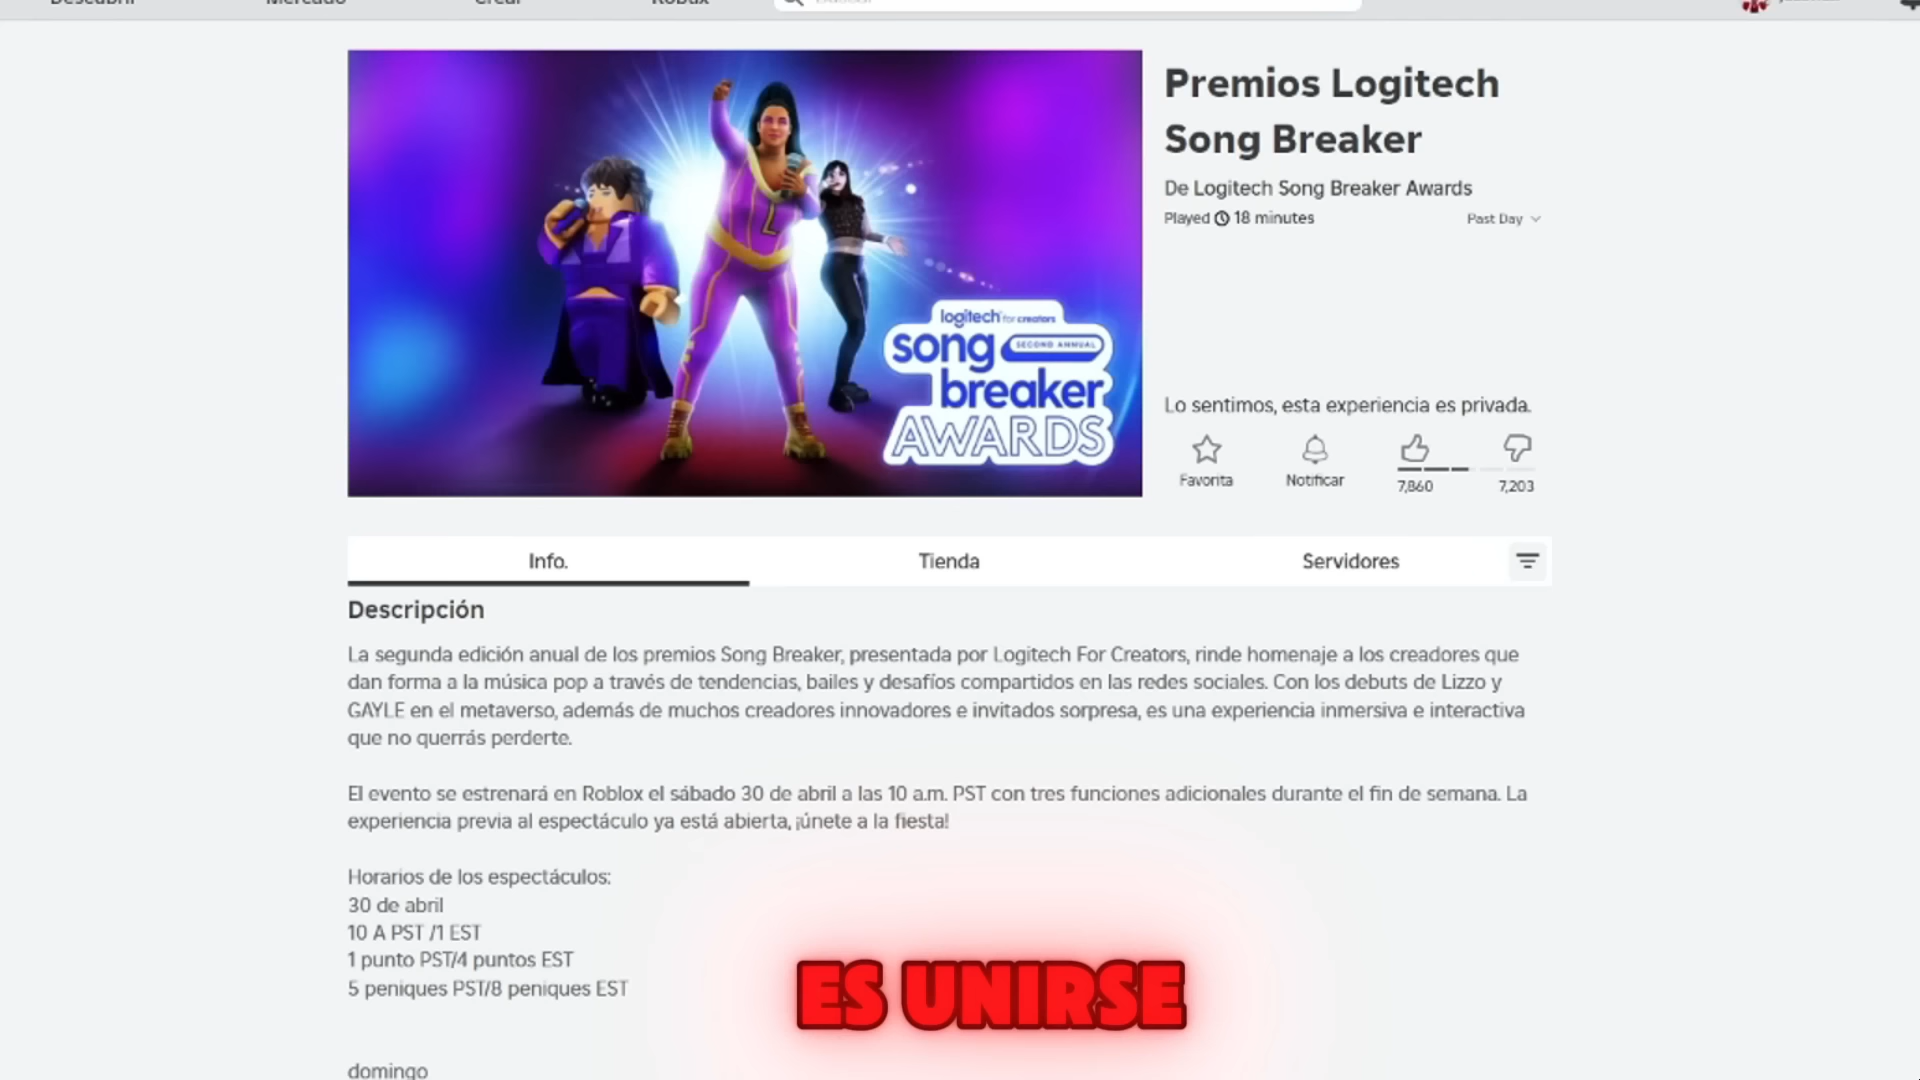 Descubrir Mercado Crear Robux Buscar
Premios Logitech
Song Breaker
De Logitech Song Breaker Awards
Played 18 minutes Past Day
logitech for creators
song SECOND ANNUAL
breaker
AWARDS
L
Lo sentimos, esta experiencia es privada.
Favorita Notificar 7,860 7,203
Info. Tienda Servidores
Descripción
La segunda edición anual de los premios Song Breaker, presentada por Logitech For Creators, rinde homenaje a los creadores que
dan forma a la música pop a través de tendencias, bailes y desafíos compartidos en las redes sociales. Con los debuts de Lizzo y
GAYLE en el metaverso, además de muchos creadores innovadores e invitados sorpresa, es una experiencia inmersiva e interactiva
que no querrás perderte.
El evento se estrenará en Roblox el sábado 30 de abril a las 10 a.m. PST con tres funciones adicionales durante el fin de semana. La
experiencia previa al espectáculo ya está abierta, ¡únete a la fiesta!
Horarios de los espectáculos:
30 de abril
10 A PST /1 EST
1 punto PST/4 puntos EST
5 peniques PST/8 peniques EST
ES UNIRSE
domingo